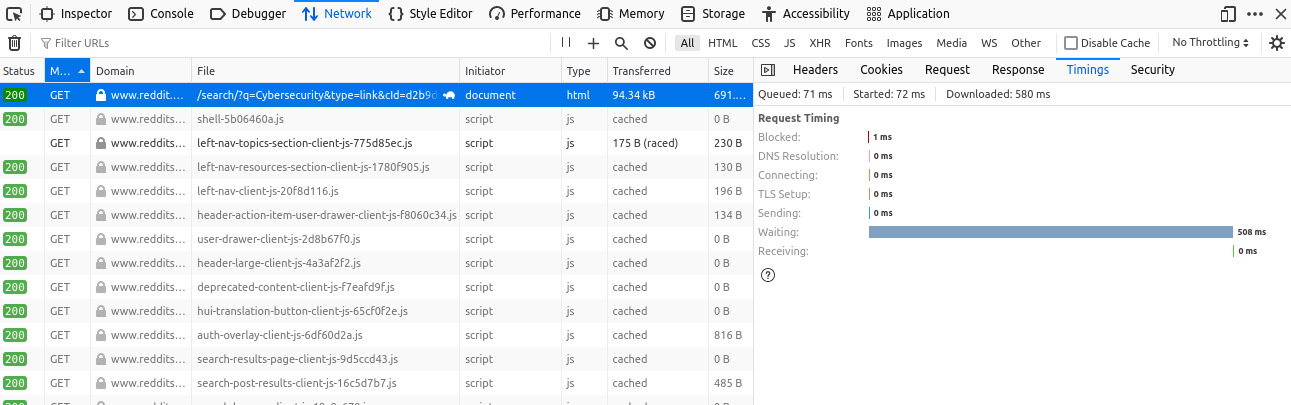 Inspector Console Debugger Network Style Editor Performance Memory Storage Accessibility Application
Filter URLs All HTML CSS JS XHR Fonts Images Media WS Other Disable Cache No Throttling
Status M... Domain File Initiator Type Transferred Size
Headers Cookies Request Response Timings Security
200 GET www.reddit.... /search/?q=Cybersecurity&type=link&cId=d2b9d document html 94.34 kB 691....
200 GET www.reddits... shell-5b06460a.js script js cached 0 B
GET www.reddits... left-nav-topics-section-client-js-775d85ec.js script js 175 B (raced) 230 B
200 GET www.reddits... left-nav-resources-section-client-js-1780f905.js script js cached 130 B
200 GET www.reddits... left-nav-client-js-20f8d116.js script js cached 196 B
200 GET www.reddits... header-action-item-user-drawer-client-js-f8060c34.js script js cached 134 B
200 GET www.reddits... user-drawer-client-js-2d8b67f0.js script js cached 0 B
200 GET www.reddits... header-large-client-js-4a3af2f2.js script js cached 0 B
200 GET www.reddits... deprecated-content-client-js-f7eafd9f.js script js cached 0 B
200 GET www.reddits... hui-translation-button-client-js-65cf0f2e.js script js cached 0 B
200 GET www.reddits... auth-overlay-client-js-6df60d2a.js script js cached 816 B
200 GET www.reddits... search-results-page-client-js-9d5ccd43.js script js cached 0 B
200 GET www.reddits... search-post-results-client-js-16c5d7b7.js script js cached 485 B
Queued: 71 ms Started: 72 ms Downloaded: 580 ms
Request Timing
Blocked: 1 ms
DNS Resolution: 0 ms
Connecting: 0 ms
TLS Setup: 0 ms
Sending: 0 ms
Waiting: 508 ms
Receiving: 0 ms